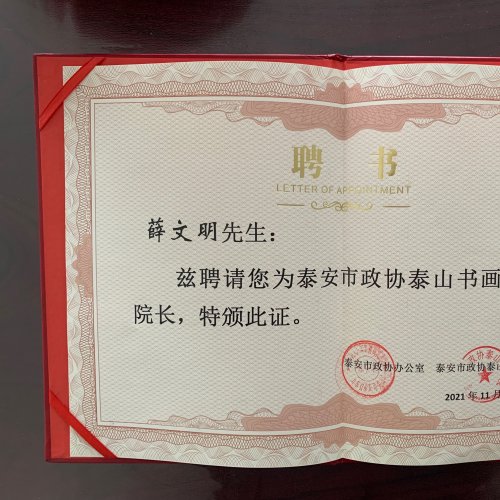 聘 书
LETTER OF APPOINTMENT
薛文明先生：
兹聘请您为泰安市政协泰山书画
院长，特颁此证。
泰安市政协办公室 泰安市政协泰山
2021年11月